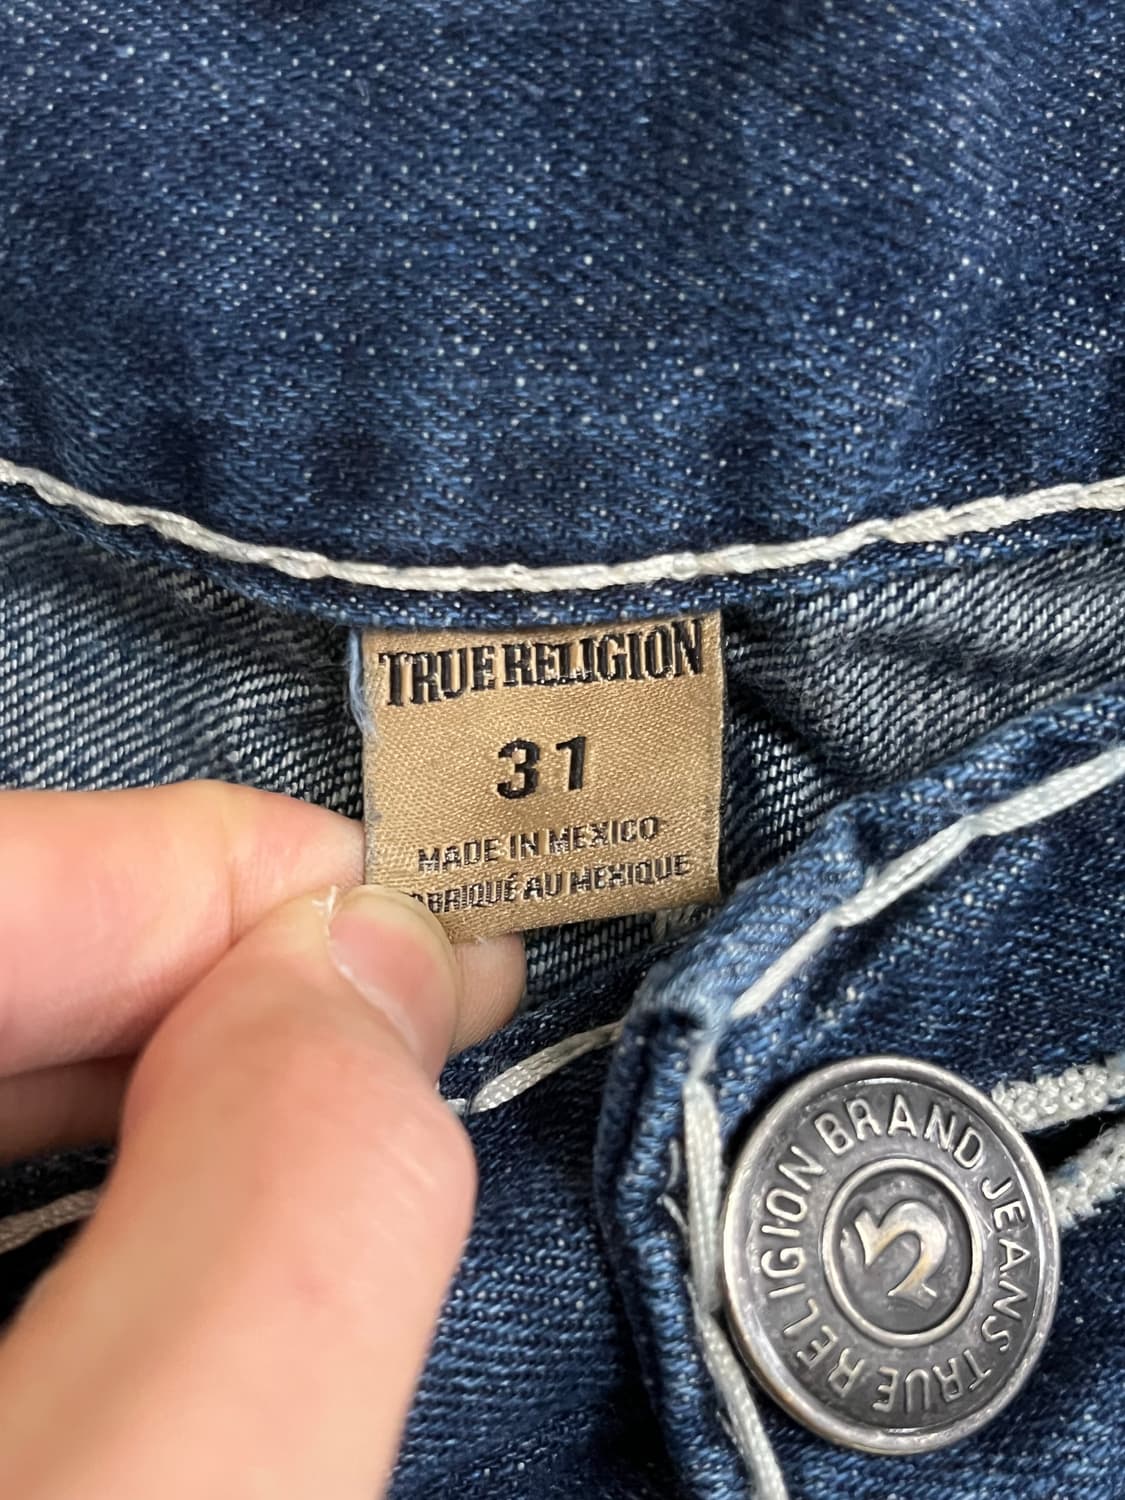 TRUE RELIGION
31
MADE IN MEXICO
AU MEXIQUE
TRUE RELIGION BRAND JEANS